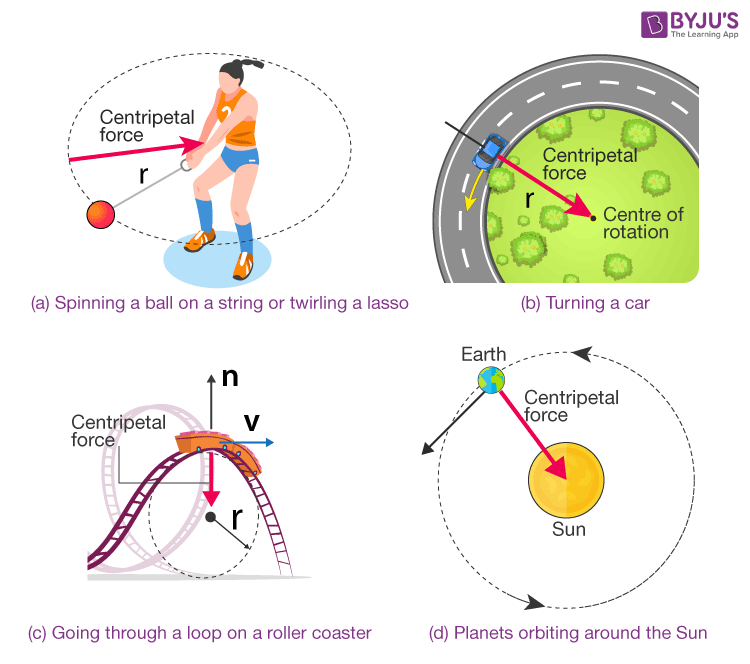 BYJU'S
The Learning App
Centripetal
force
r
(a) Spinning a ball on a string or twirling a lasso
Centripetal
force
r
Centre of
rotation
(b) Turning a car
n
Centripetal
force
v
r
(c) Going through a loop on a roller coaster
Earth
Centripetal
force
Sun
(d) Planets orbiting around the Sun